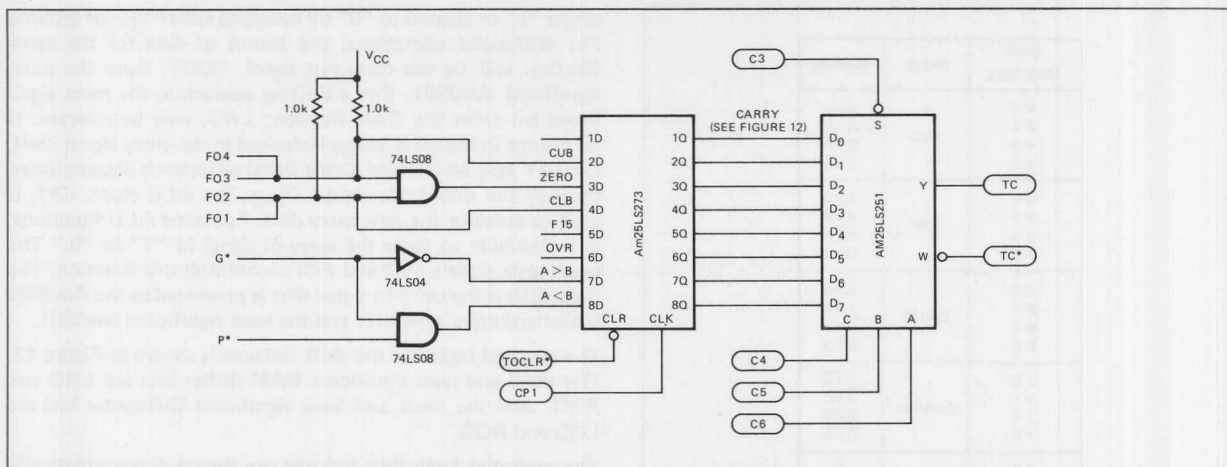 VCC
1.0k
1.0k
74LS08
FO4
FO3
FO2
FO1
G*
74LS04
P*
74LS08
CUB
ZERO
CLB
F15
OVR
A > B
A < B
1D
2D
3D
4D
5D
6D
7D
8D
Am25LS273
1Q
2Q
3Q
4Q
5Q
6Q
7Q
8Q
CLR
CLK
TOCLR*
CP1
CARRY
(SEE FIGURE 12)
C3
S
D0
D1
D2
D3
D4
D5
D6
D7
AM25LS251
Y
W
C
B
A
TC
TC*
C4
C5
C6